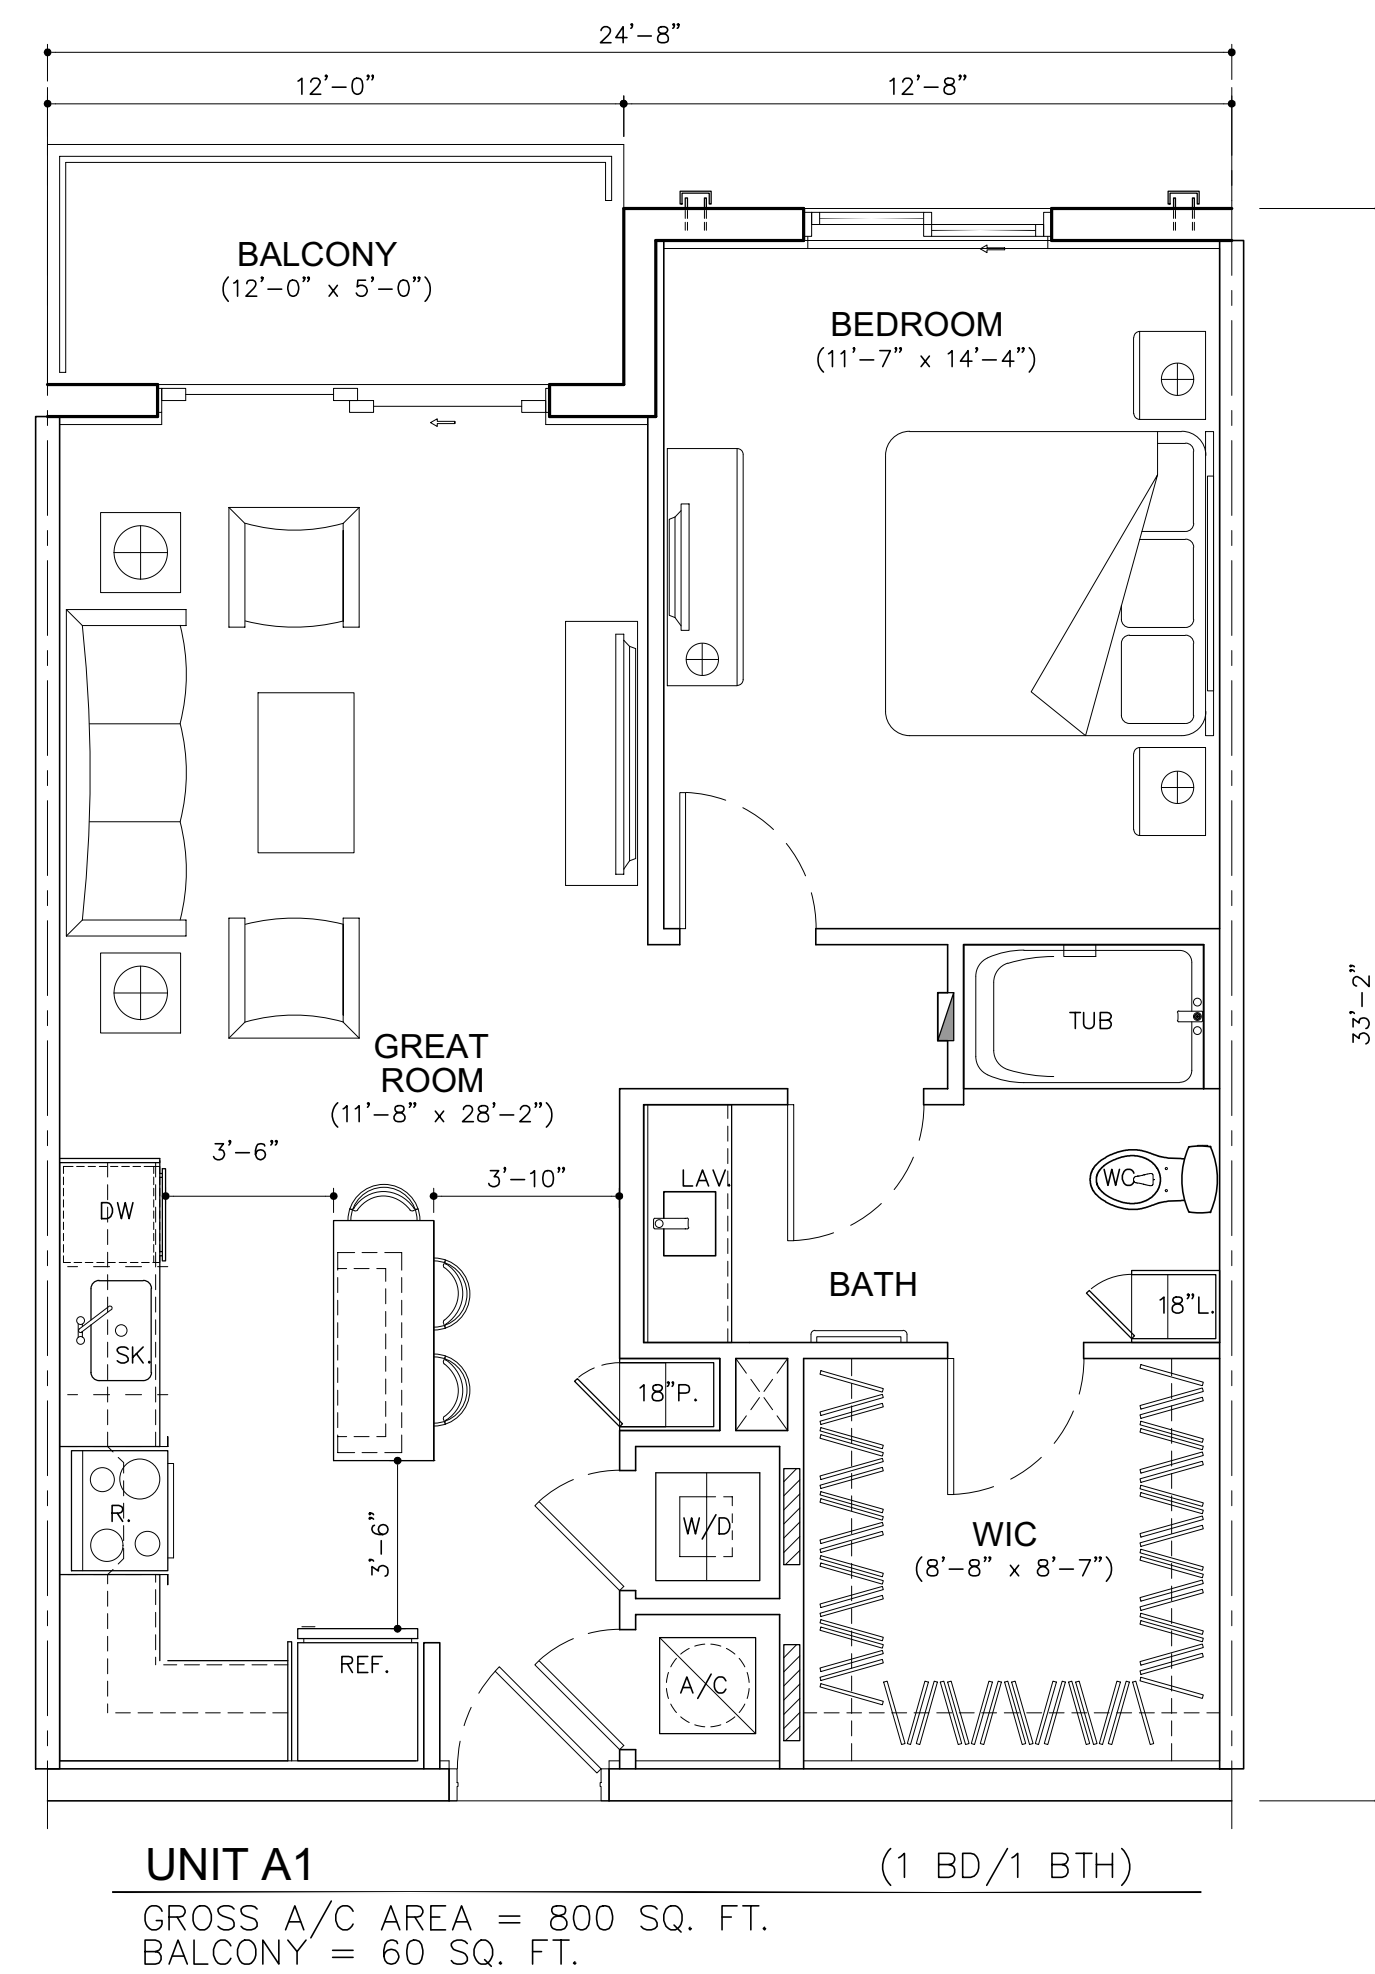 24'-8"
12'-0"
12'-8"
BALCONY
(12'-0" x 5'-0")
BEDROOM
(11'-7" x 14'-4")
33'-2"
TUB
GREAT
ROOM
(11'-8" x 28'-2")
3'-6"
3'-10"
LAV.
WC
DW
BATH
18"L.
SK.
18"P.
R.
3'-6"
W/D
WIC
(8'-8" x 8'-7")
REF.
A/C
UNIT A1
(1 BD/1 BTH)
GROSS A/C AREA = 800 SQ. FT.
BALCONY = 60 SQ. FT.